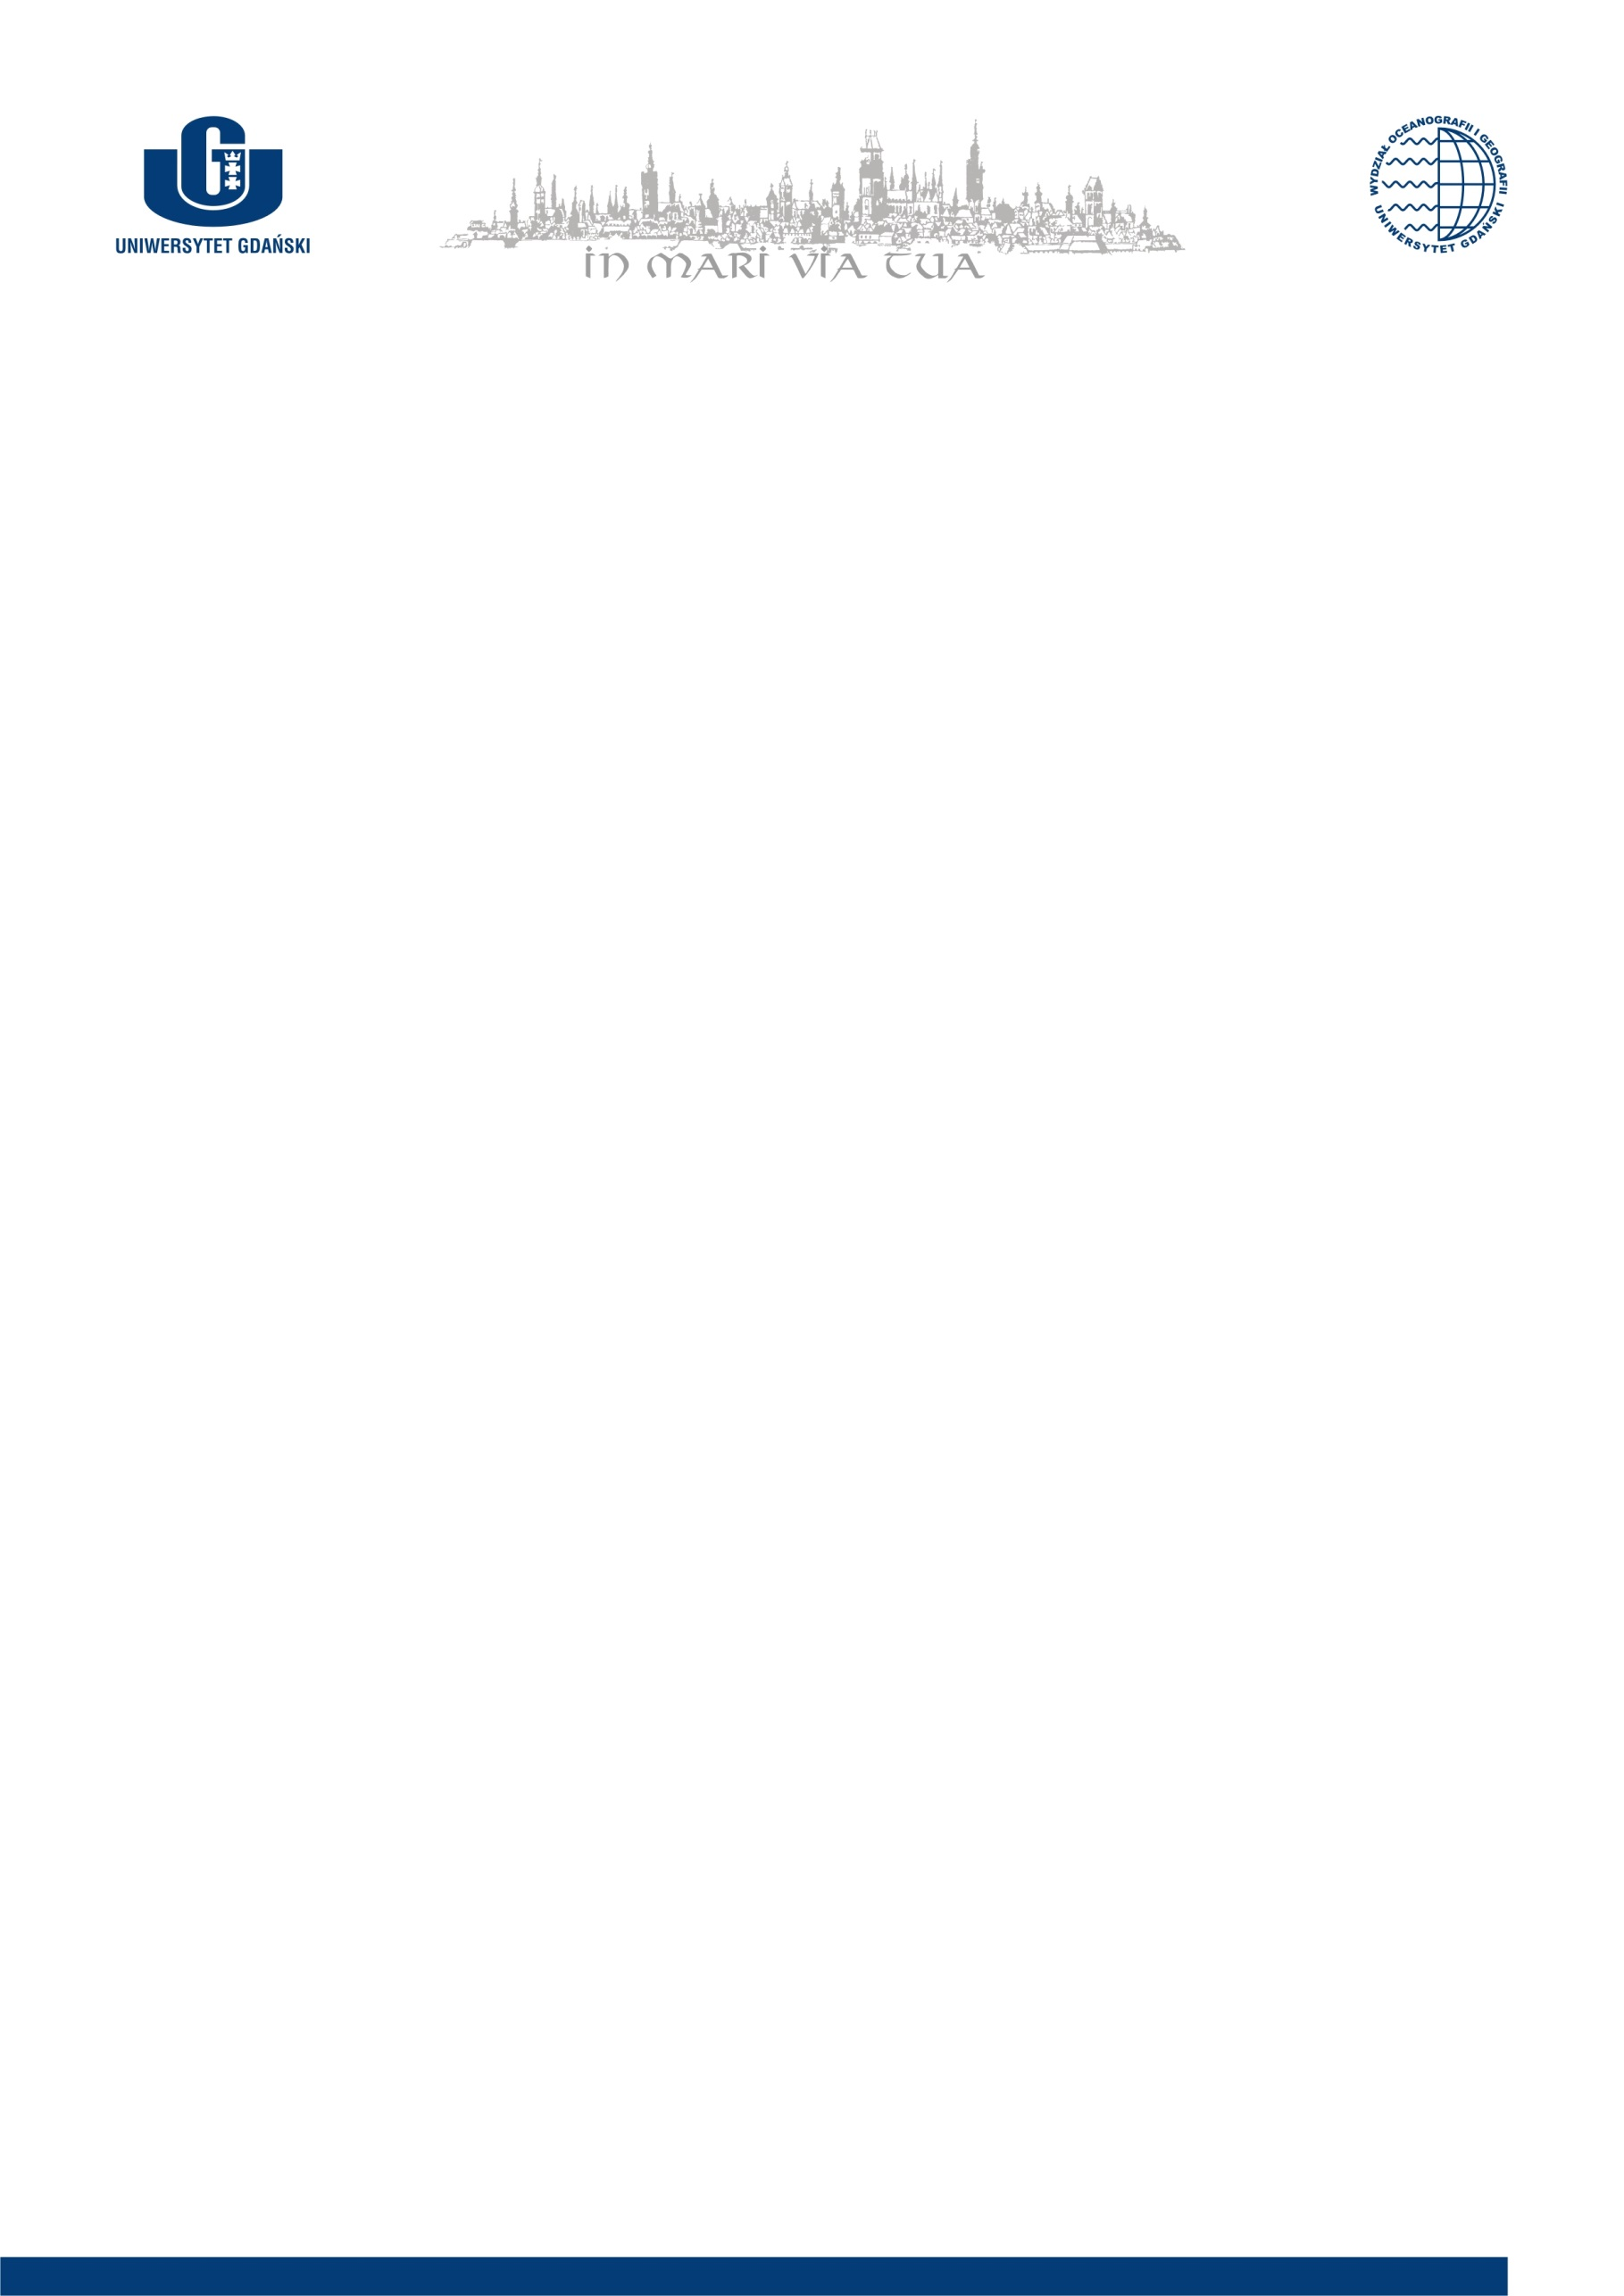 UNIWERSYTET GDAŃSKI
in mari via tua
WYDZIAŁ OCEANOGRAFII I GEOGRAFII
UNIWERSYTET GDAŃSKI